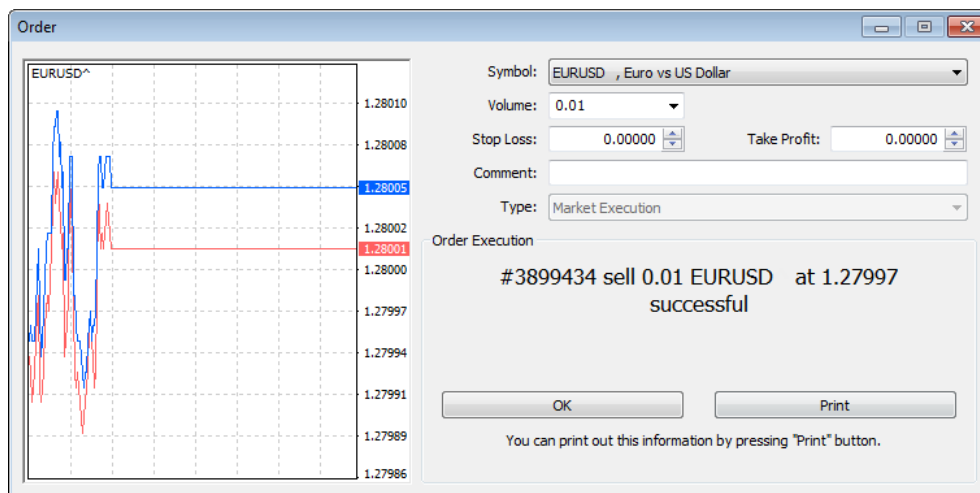 Order
EURUSD^
1.28010
1.28008
1.28005
1.28002
1.28001
1.28000
1.27997
1.27994
1.27991
1.27989
1.27986
Symbol: EURUSD , Euro vs US Dollar
Volume: 0.01
Stop Loss: 0.00000 Take Profit: 0.00000
Comment:
Type: Market Execution
Order Execution
#3899434 sell 0.01 EURUSD at 1.27997
successful
OK Print
You can print out this information by pressing "Print" button.